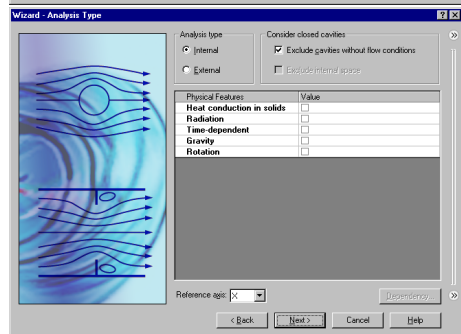 Wizard - Analysis Type
Analysis type
Internal
External
Consider closed cavities
Exclude cavities without flow conditions
Exclude internal space
Physical Features Value
Heat conduction in solids
Radiation
Time-dependent
Gravity
Rotation
Reference axis: X
Dependency...
< Back Next > Cancel Help